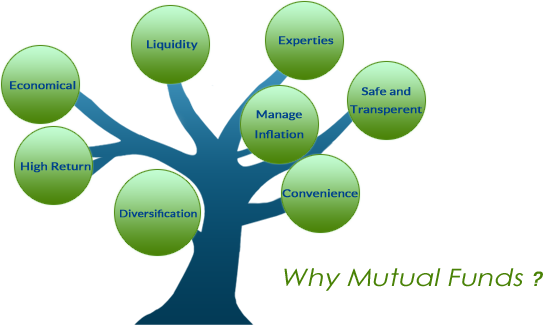 Liquidity
Experties
Economical
Safe and
Transperent
Manage
Inflation
High Return
Convenience
Diversification
Why Mutual Funds ?